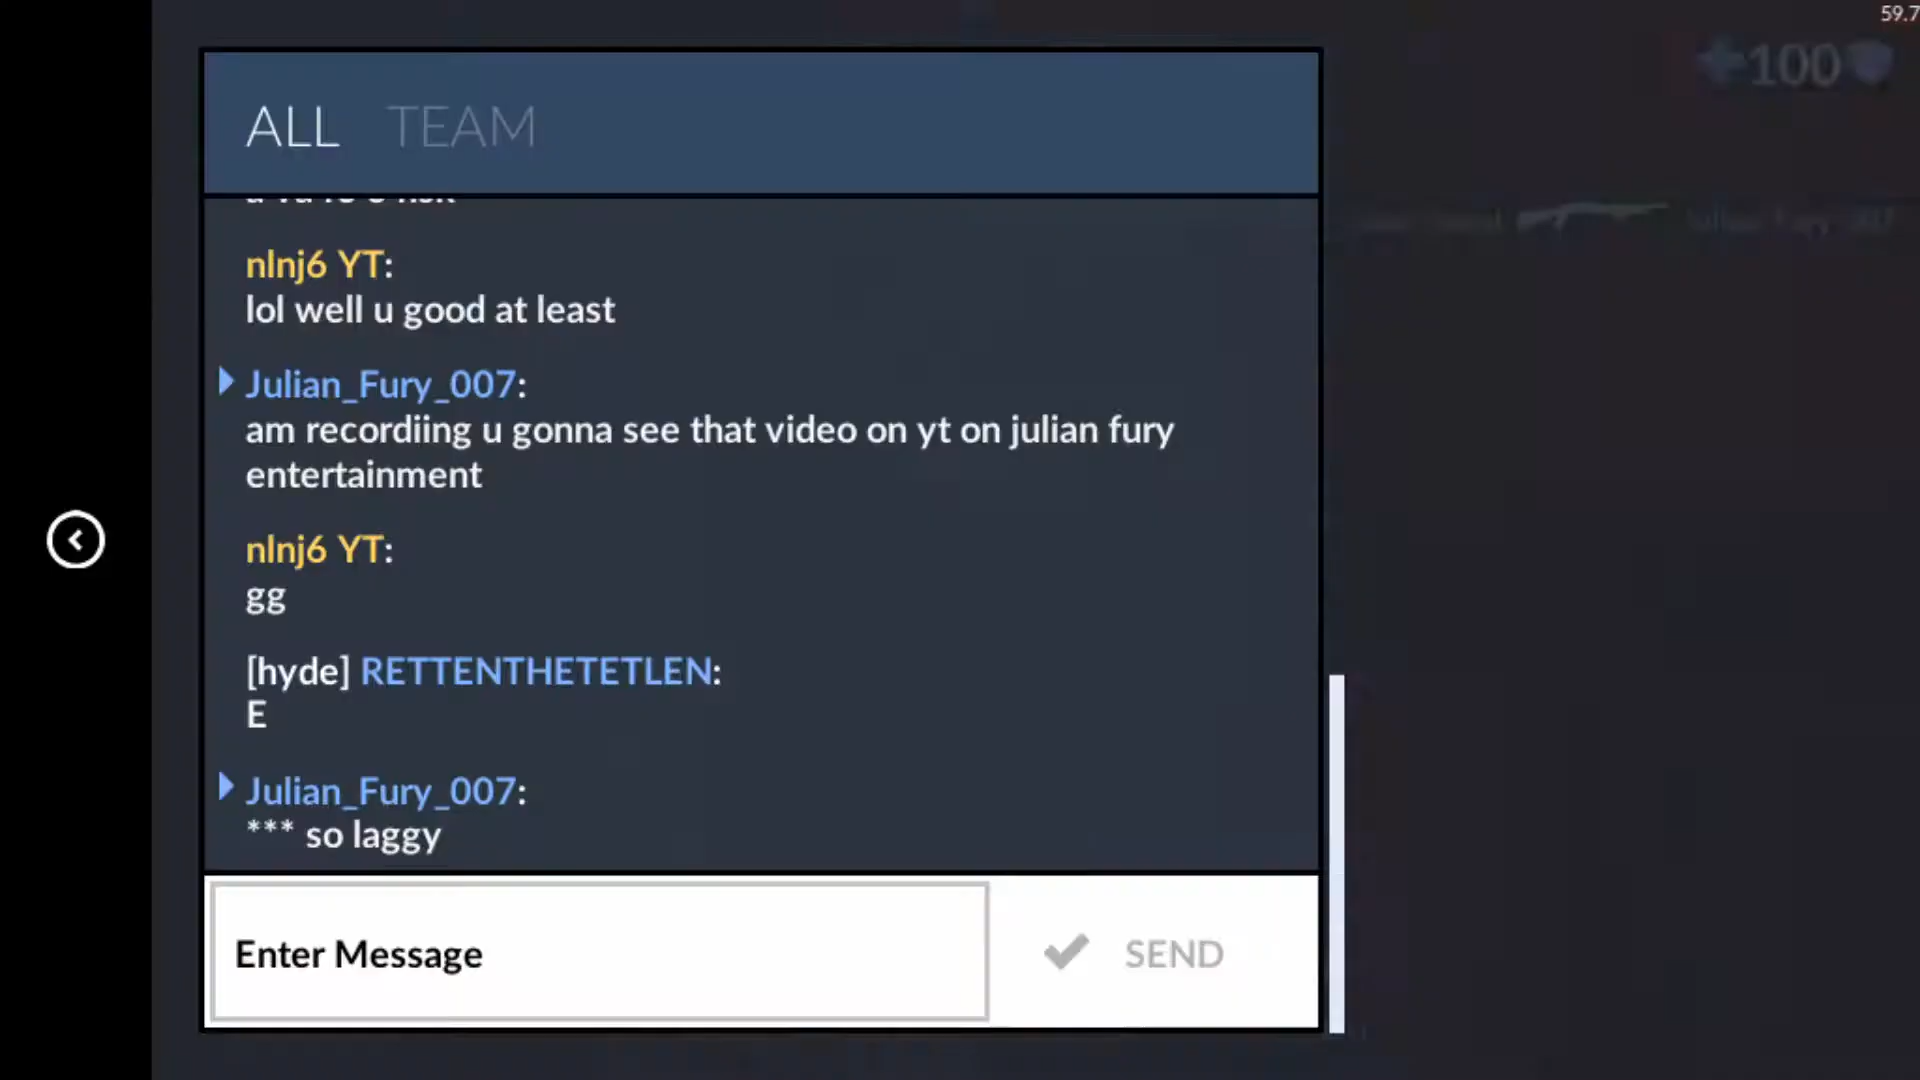 59.7
100
ALL TEAM
nlnj6 YT:
lol well u good at least
Julian_Fury_007:
am recordiing u gonna see that video on yt on julian fury
entertainment
nlnj6 YT:
gg
[hyde] RETTENTHETETLEN:
E
Julian_Fury_007:
*** so laggy
Enter Message
SEND